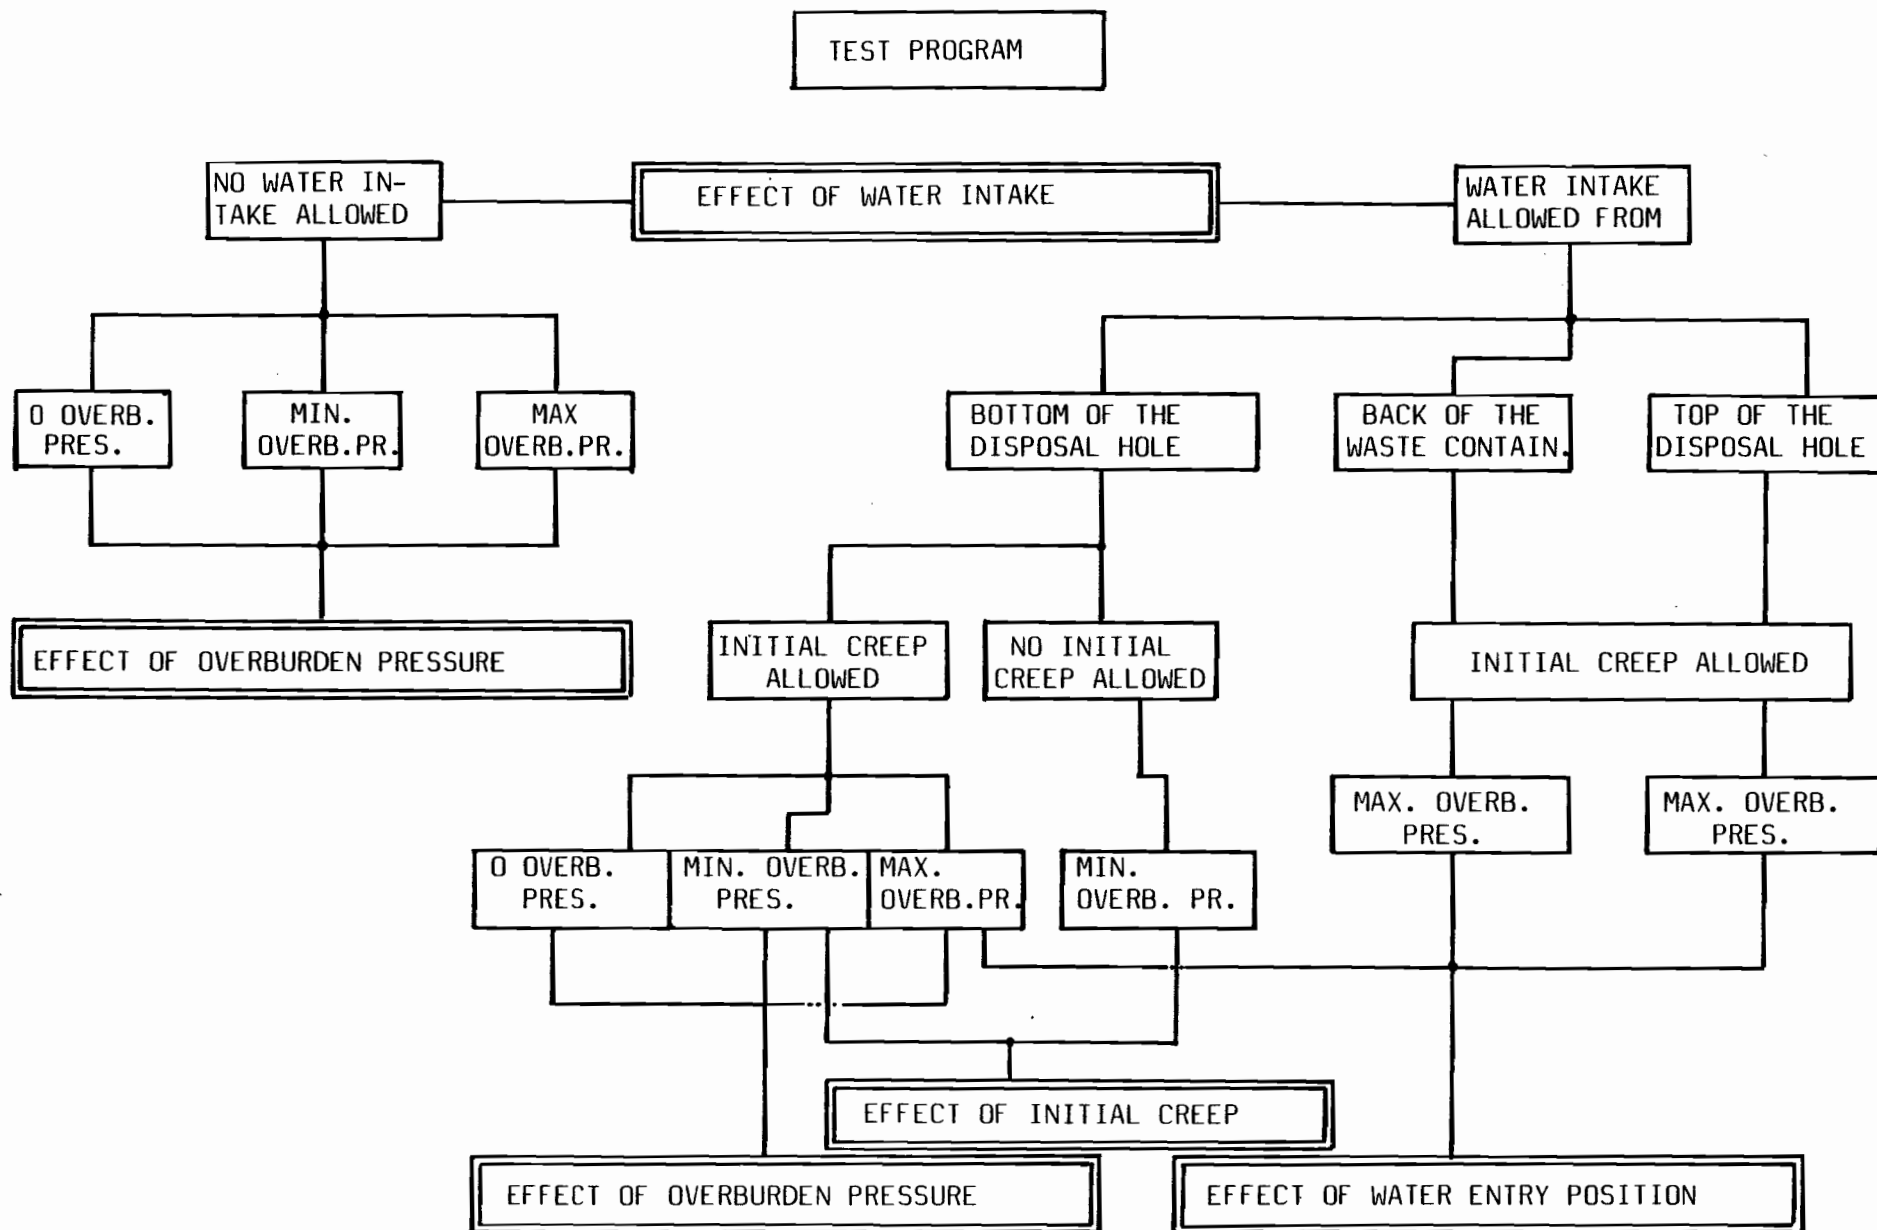 TEST PROGRAM
NO WATER IN-
TAKE ALLOWED
EFFECT OF WATER INTAKE
WATER INTAKE
ALLOWED FROM
0 OVERB.
PRES.
MIN.
OVERB.PR.
MAX
OVERB.PR.
BOTTOM OF THE
DISPOSAL HOLE
BACK OF THE
WASTE CONTAIN.
TOP OF THE
DISPOSAL HOLE
EFFECT OF OVERBURDEN PRESSURE
INITIAL CREEP
ALLOWED
NO INITIAL
CREEP ALLOWED
INITIAL CREEP ALLOWED
MAX. OVERB.
PRES.
MAX. OVERB.
PRES.
0 OVERB.
PRES.
MIN. OVERB.
PRES.
MAX.
OVERB.PR.
MIN.
OVERB. PR.
EFFECT OF INITIAL CREEP
EFFECT OF OVERBURDEN PRESSURE
EFFECT OF WATER ENTRY POSITION